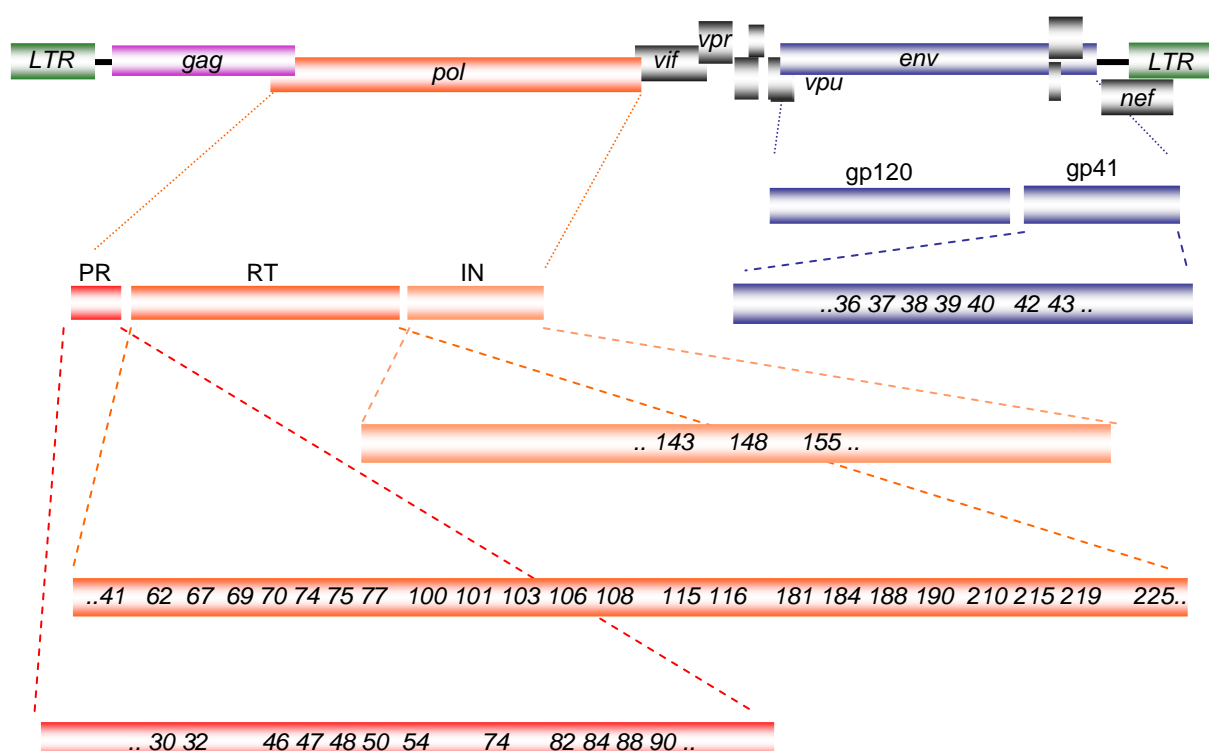 LTR gag pol vif vpr vpu env nef LTR
gp120 gp41
PR RT IN
..36 37 38 39 40 42 43 ..
.. 143 148 155 ..
..41 62 67 69 70 74 75 77 100 101 103 106 108 115 116 181 184 188 190 210 215 219 225..
.. 30 32 46 47 48 50 54 74 82 84 88 90 ..